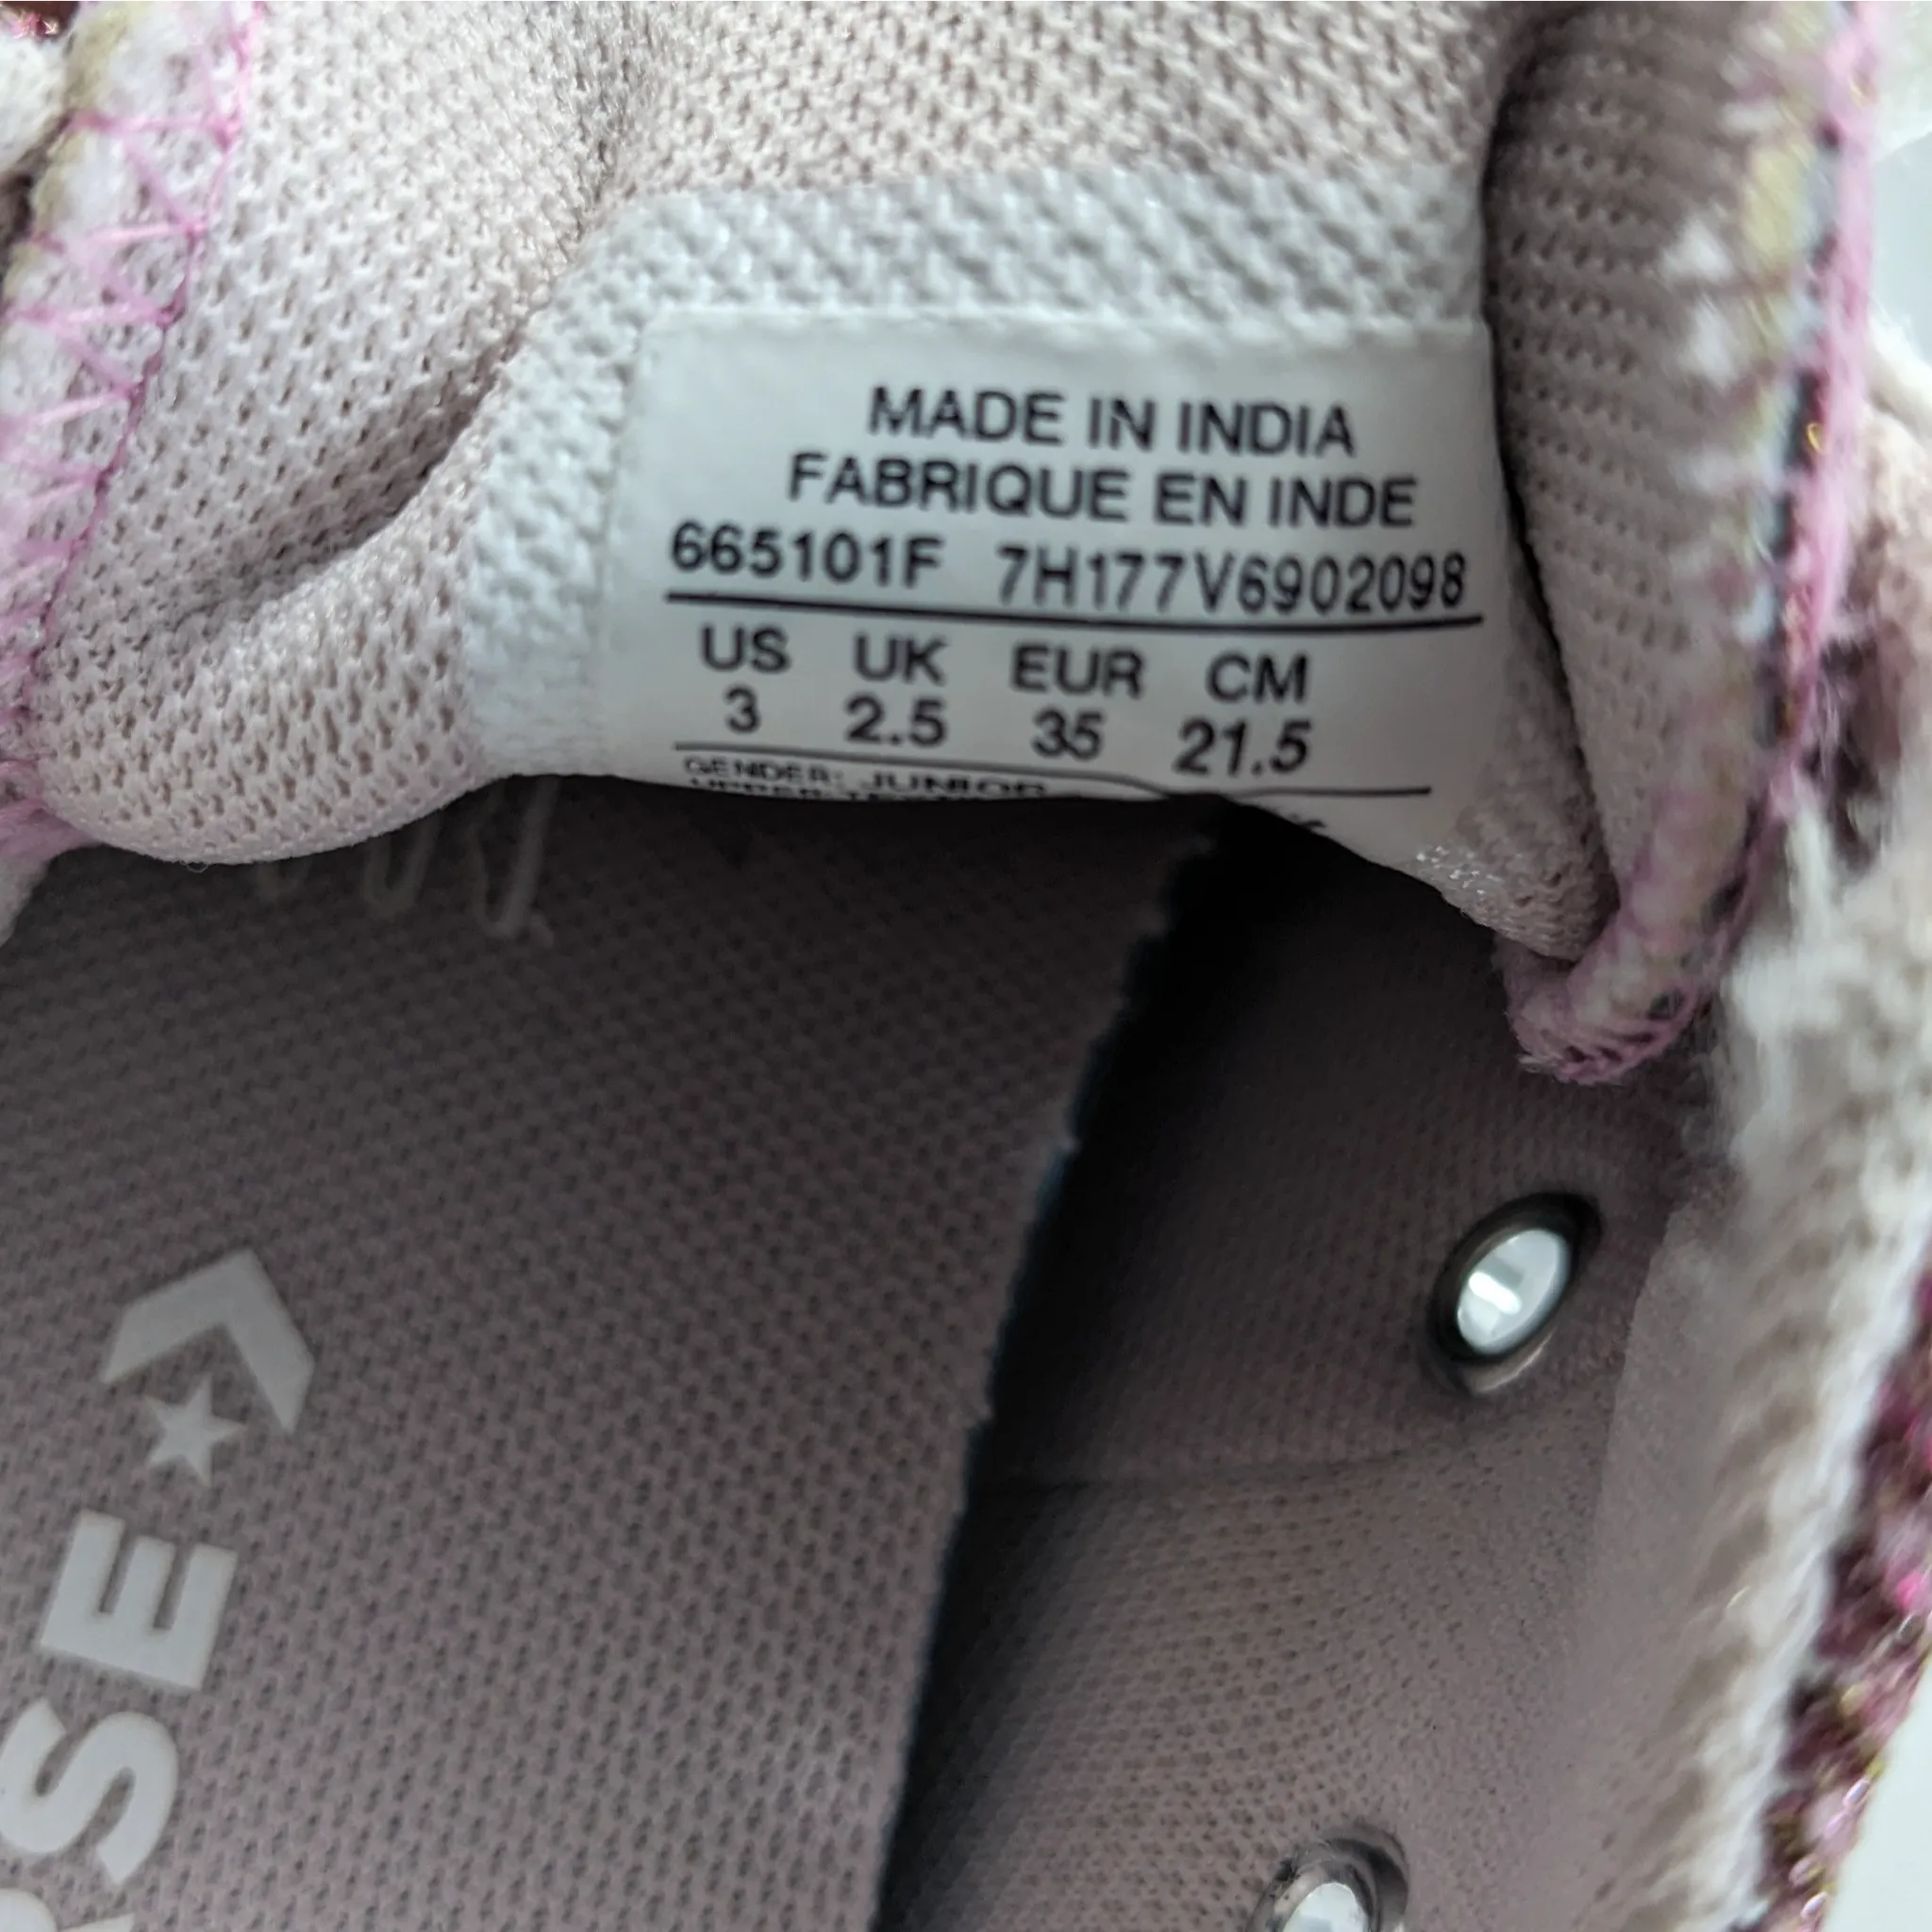 MADE IN INDIA
FABRIQUE EN INDE
665101F 7H177V6902098
US UK EUR CM
3 2.5 35 21.5
GENDER: JUNIOR
RSE